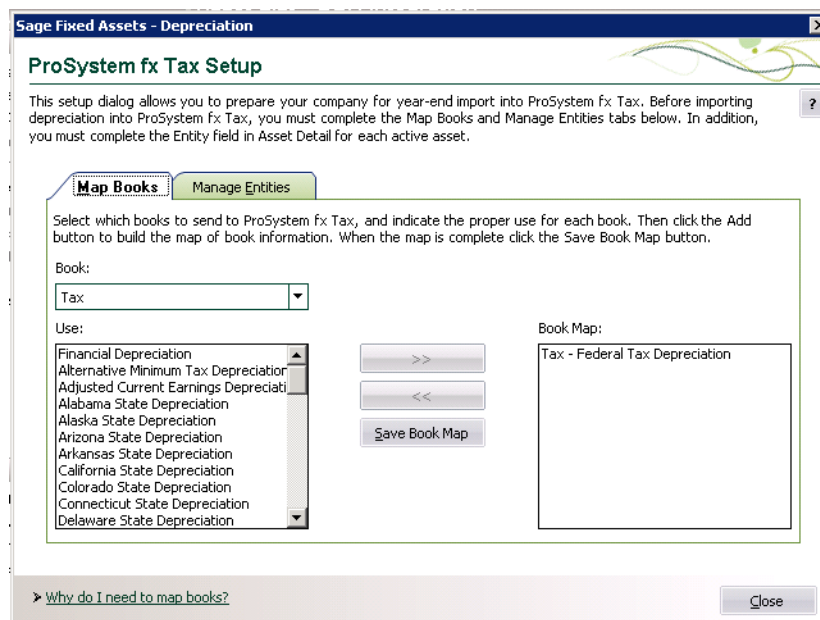 Sage Fixed Assets - Depreciation
ProSystem fx Tax Setup
This setup dialog allows you to prepare your company for year-end import into ProSystem fx Tax. Before importing
depreciation into ProSystem fx Tax, you must complete the Map Books and Manage Entities tabs below. In addition,
you must complete the Entity field in Asset Detail for each active asset.
?
Map Books
Manage Entities
Select which books to send to ProSystem fx Tax, and indicate the proper use for each book. Then click the Add
button to build the map of book information. When the map is complete click the Save Book Map button.
Book:
Tax
Use:
Financial Depreciation
Alternative Minimum Tax Depreciation
Adjusted Current Earnings Depreciati
Alabama State Depreciation
Alaska State Depreciation
Arizona State Depreciation
Arkansas State Depreciation
California State Depreciation
Colorado State Depreciation
Connecticut State Depreciation
Delaware State Depreciation
>>
<<
Save Book Map
Book Map:
Tax - Federal Tax Depreciation
Why do I need to map books?
Close